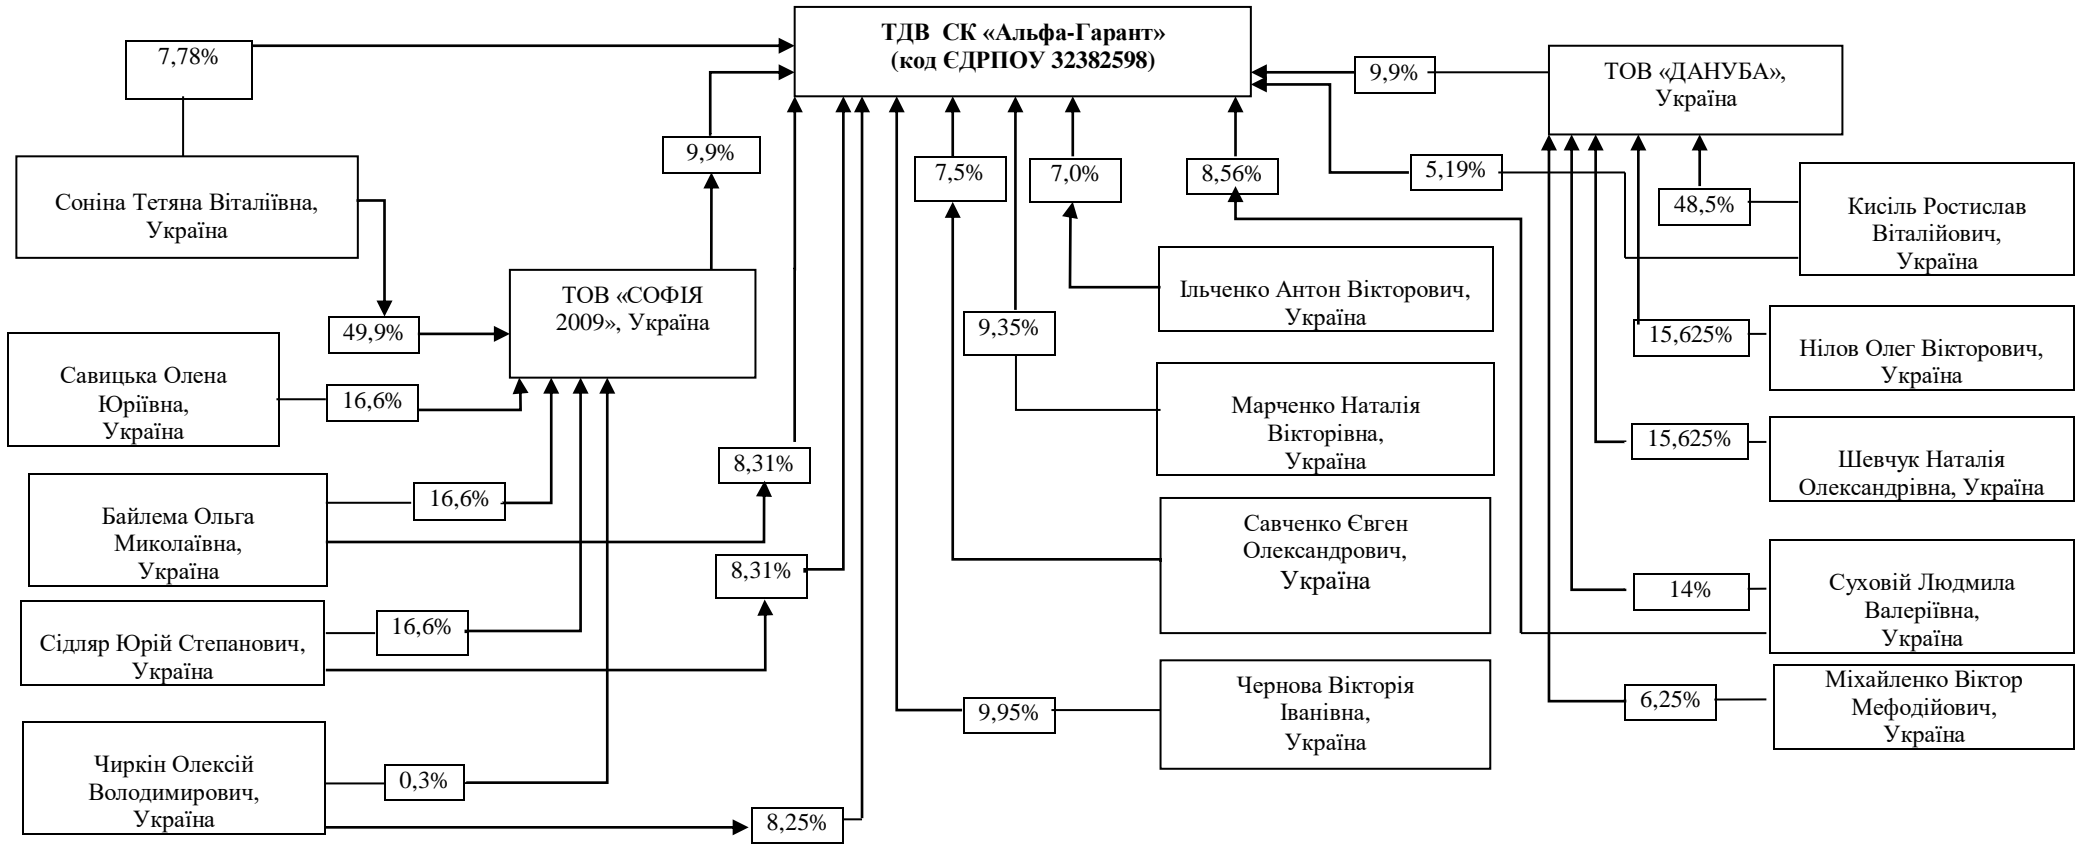 ТДВ СК «Альфа-Гарант»
(код ЄДРПОУ 32382598)
7,78%
9,9%
ТОВ «ДАНУБА»,
Україна
9,9%
7,5%
7,0%
8,56%
5,19%
Соніна Тетяна Віталіївна,
Україна
48,5%
Кисіль Ростислав
Віталійович,
Україна
ТОВ «СОФІЯ
2009», Україна
Ільченко Антон Вікторович,
Україна
49,9%
9,35%
15,625%
Нілов Олег Вікторович,
Україна
Савицька Олена
Юріївна,
Україна
16,6%
Марченко Наталія
Вікторівна,
Україна
15,625%
Шевчук Наталія
Олександрівна, Україна
8,31%
Байлема Ольга
Миколаївна,
Україна
16,6%
Савченко Євген
Олександрович,
Україна
8,31%
14%
Суховій Людмила
Валеріївна,
Україна
Сідляр Юрій Степанович,
Україна
16,6%
Чернова Вікторія
Іванівна,
Україна
9,95%
6,25%
Міхайленко Віктор
Мефодійович,
Україна
Чиркін Олексій
Володимирович,
Україна
0,3%
8,25%